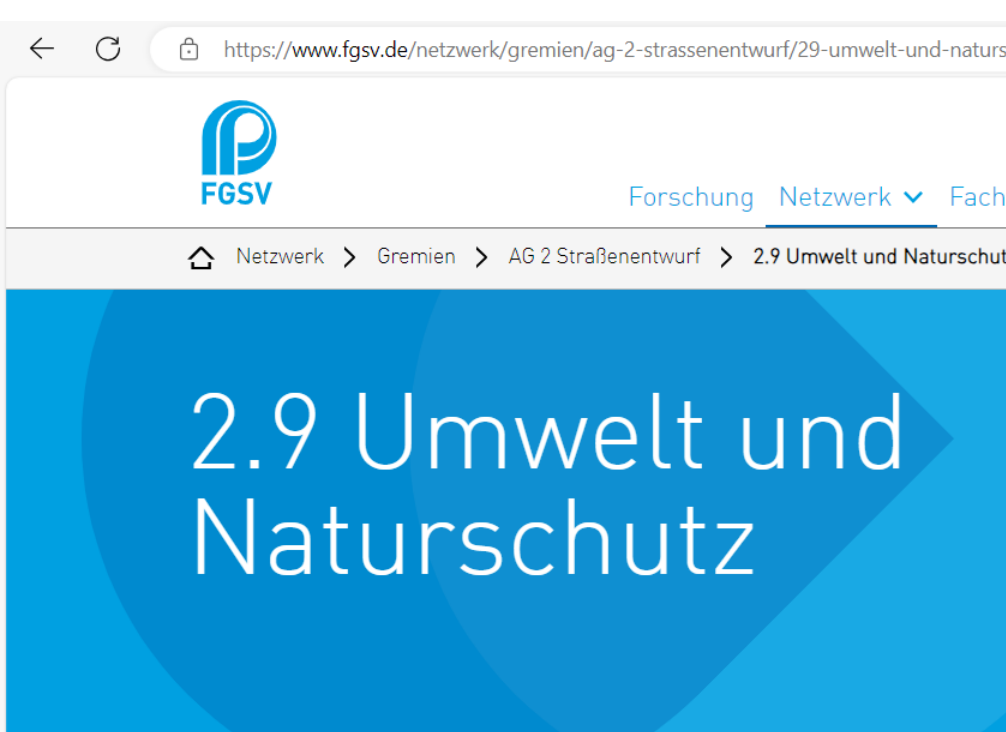 https://www.fgsv.de/netzwerk/gremien/ag-2-strassenentwurf/29-umwelt-und-naturs
FGSV
Forschung Netzwerk Fach
Netzwerk > Gremien > AG 2 Straßenentwurf > 2.9 Umwelt und Naturschut
2.9 Umwelt und
Naturschutz